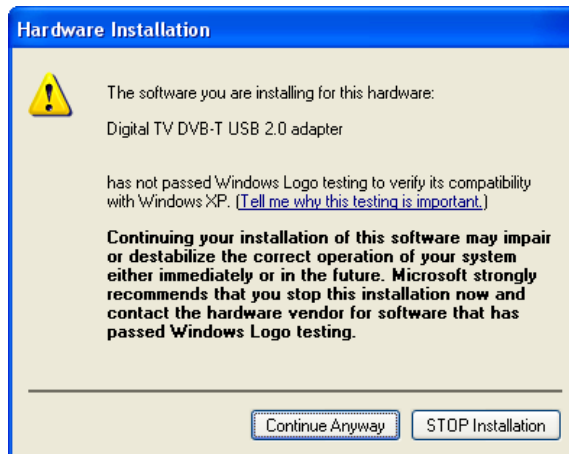 Hardware Installation
The software you are installing for this hardware:
Digital TV DVB-T USB 2.0 adapter
has not passed Windows Logo testing to verify its compatibility
with Windows XP. (Tell me why this testing is important.)
Continuing your installation of this software may impair
or destabilize the correct operation of your system
either immediately or in the future. Microsoft strongly
recommends that you stop this installation now and
contact the hardware vendor for software that has
passed Windows Logo testing.
Continue Anyway
STOP Installation